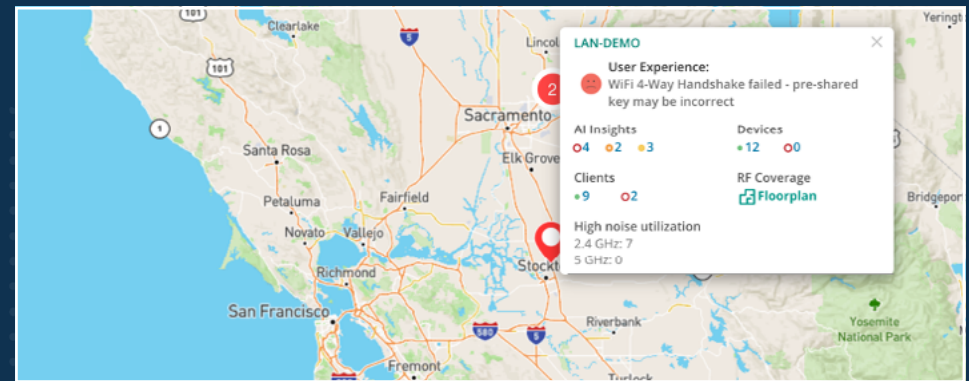 101
Clearlake
5
Lincol
Yeringt
LAN-DEMO
User Experience:
WiFi 4-Way Handshake failed - pre-shared
key may be incorrect
2
101
Sacramento
1
AI Insights
Devices
4 2 3
12 0
Santa Rosa
Elk Grove
Clients
RF Coverage
Petaluma
Fairfield
9 2
Floorplan
Bridgepor
Novato
Vallejo
High noise utilization
2.4 GHz: 7
5 GHz: 0
Stockt
Richmond
San Francisco
580
5
Riverbank
Yosemite
National Park
Fremont
Turlock